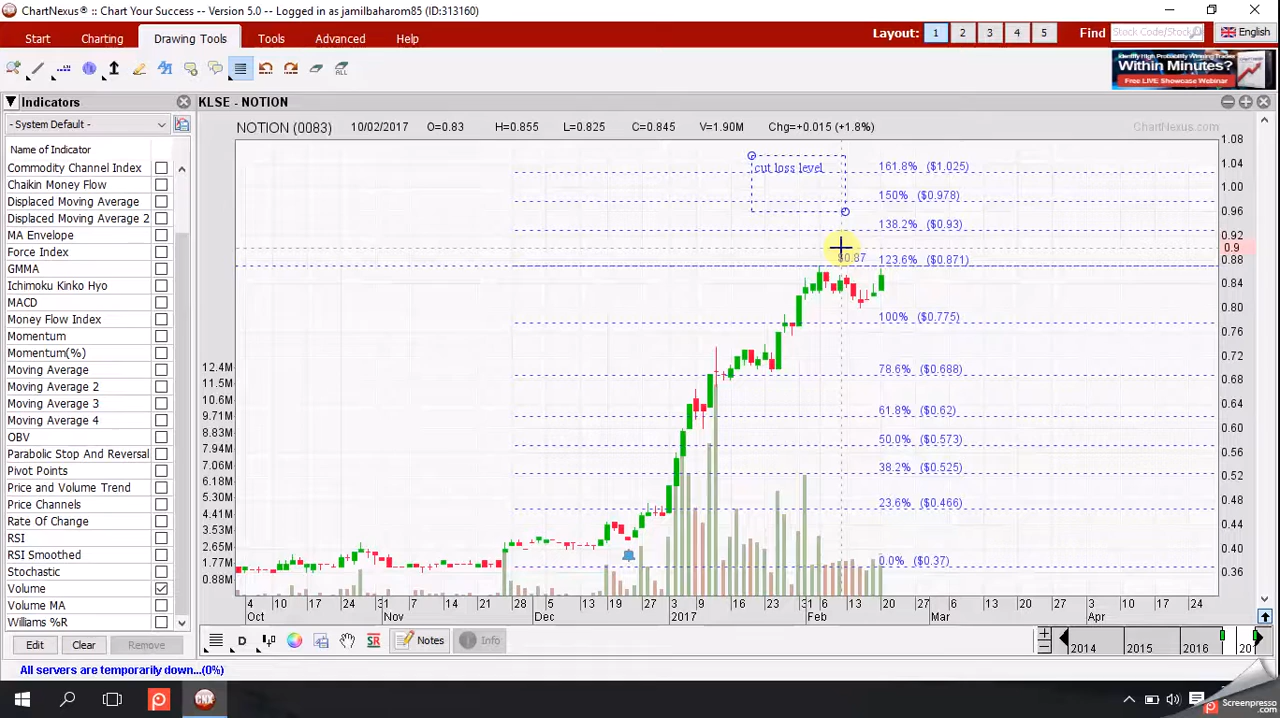 ChartNexus® :: Chart Your Success -- Version 5.0 -- Logged in as jamilbaharom85 (ID:313160)
Start Charting Drawing Tools Tools Advanced Help Layout: 1 2 3 4 5 Find Stock Code/Stock English
Identify High Probability Winning Trades
Within Minutes?
Free LIVE Showcase Webinar
ALL
Indicators KLSE - NOTION
- System Default -
NOTION (0083) 10/02/2017 O=0.83 H=0.855 L=0.825 C=0.845 V=1.90M Chg=+0.015 (+1.8%) ChartNexus.com
Name of Indicator
Commodity Channel Index
Chaikin Money Flow
Displaced Moving Average
Displaced Moving Average 2
MA Envelope
Force Index
GMMA
Ichimoku Kinko Hyo
MACD
Money Flow Index
Momentum
Momentum(%)
Moving Average
Moving Average 2
Moving Average 3
Moving Average 4
OBV
Parabolic Stop And Reversal
Pivot Points
Price and Volume Trend
Price Channels
Rate Of Change
RSI
RSI Smoothed
Stochastic
Volume
Volume MA
Williams %R
Edit Clear Remove
cut loss level
161.8% ($1.025)
150% ($0.978)
138.2% ($0.93)
$0.87 123.6% ($0.871)
100% ($0.775)
78.6% ($0.688)
61.8% ($0.62)
50.0% ($0.573)
38.2% ($0.525)
23.6% ($0.466)
0.0% ($0.37)
1.08
1.04
1.00
0.96
0.92
0.9
0.88
0.84
0.80
0.76
0.72
0.68
0.64
0.60
0.56
0.52
0.48
0.44
0.40
0.36
12.4M
11.5M
10.6M
9.71M
8.83M
7.94M
7.06M
6.18M
5.30M
4.41M
3.53M
2.65M
1.77M
0.88M
4 10 17 24 31 7 14 21 28 5 13 19 27 3 9 16 23 31 6 13 20 27 6 13 20 27 3 10 17 24
Oct Nov Dec 2017 Feb Mar Apr
D SR Notes Info 2014 2015 2016 201
All servers are temporarily down...(0%)
CNX
Screenpresso
.com